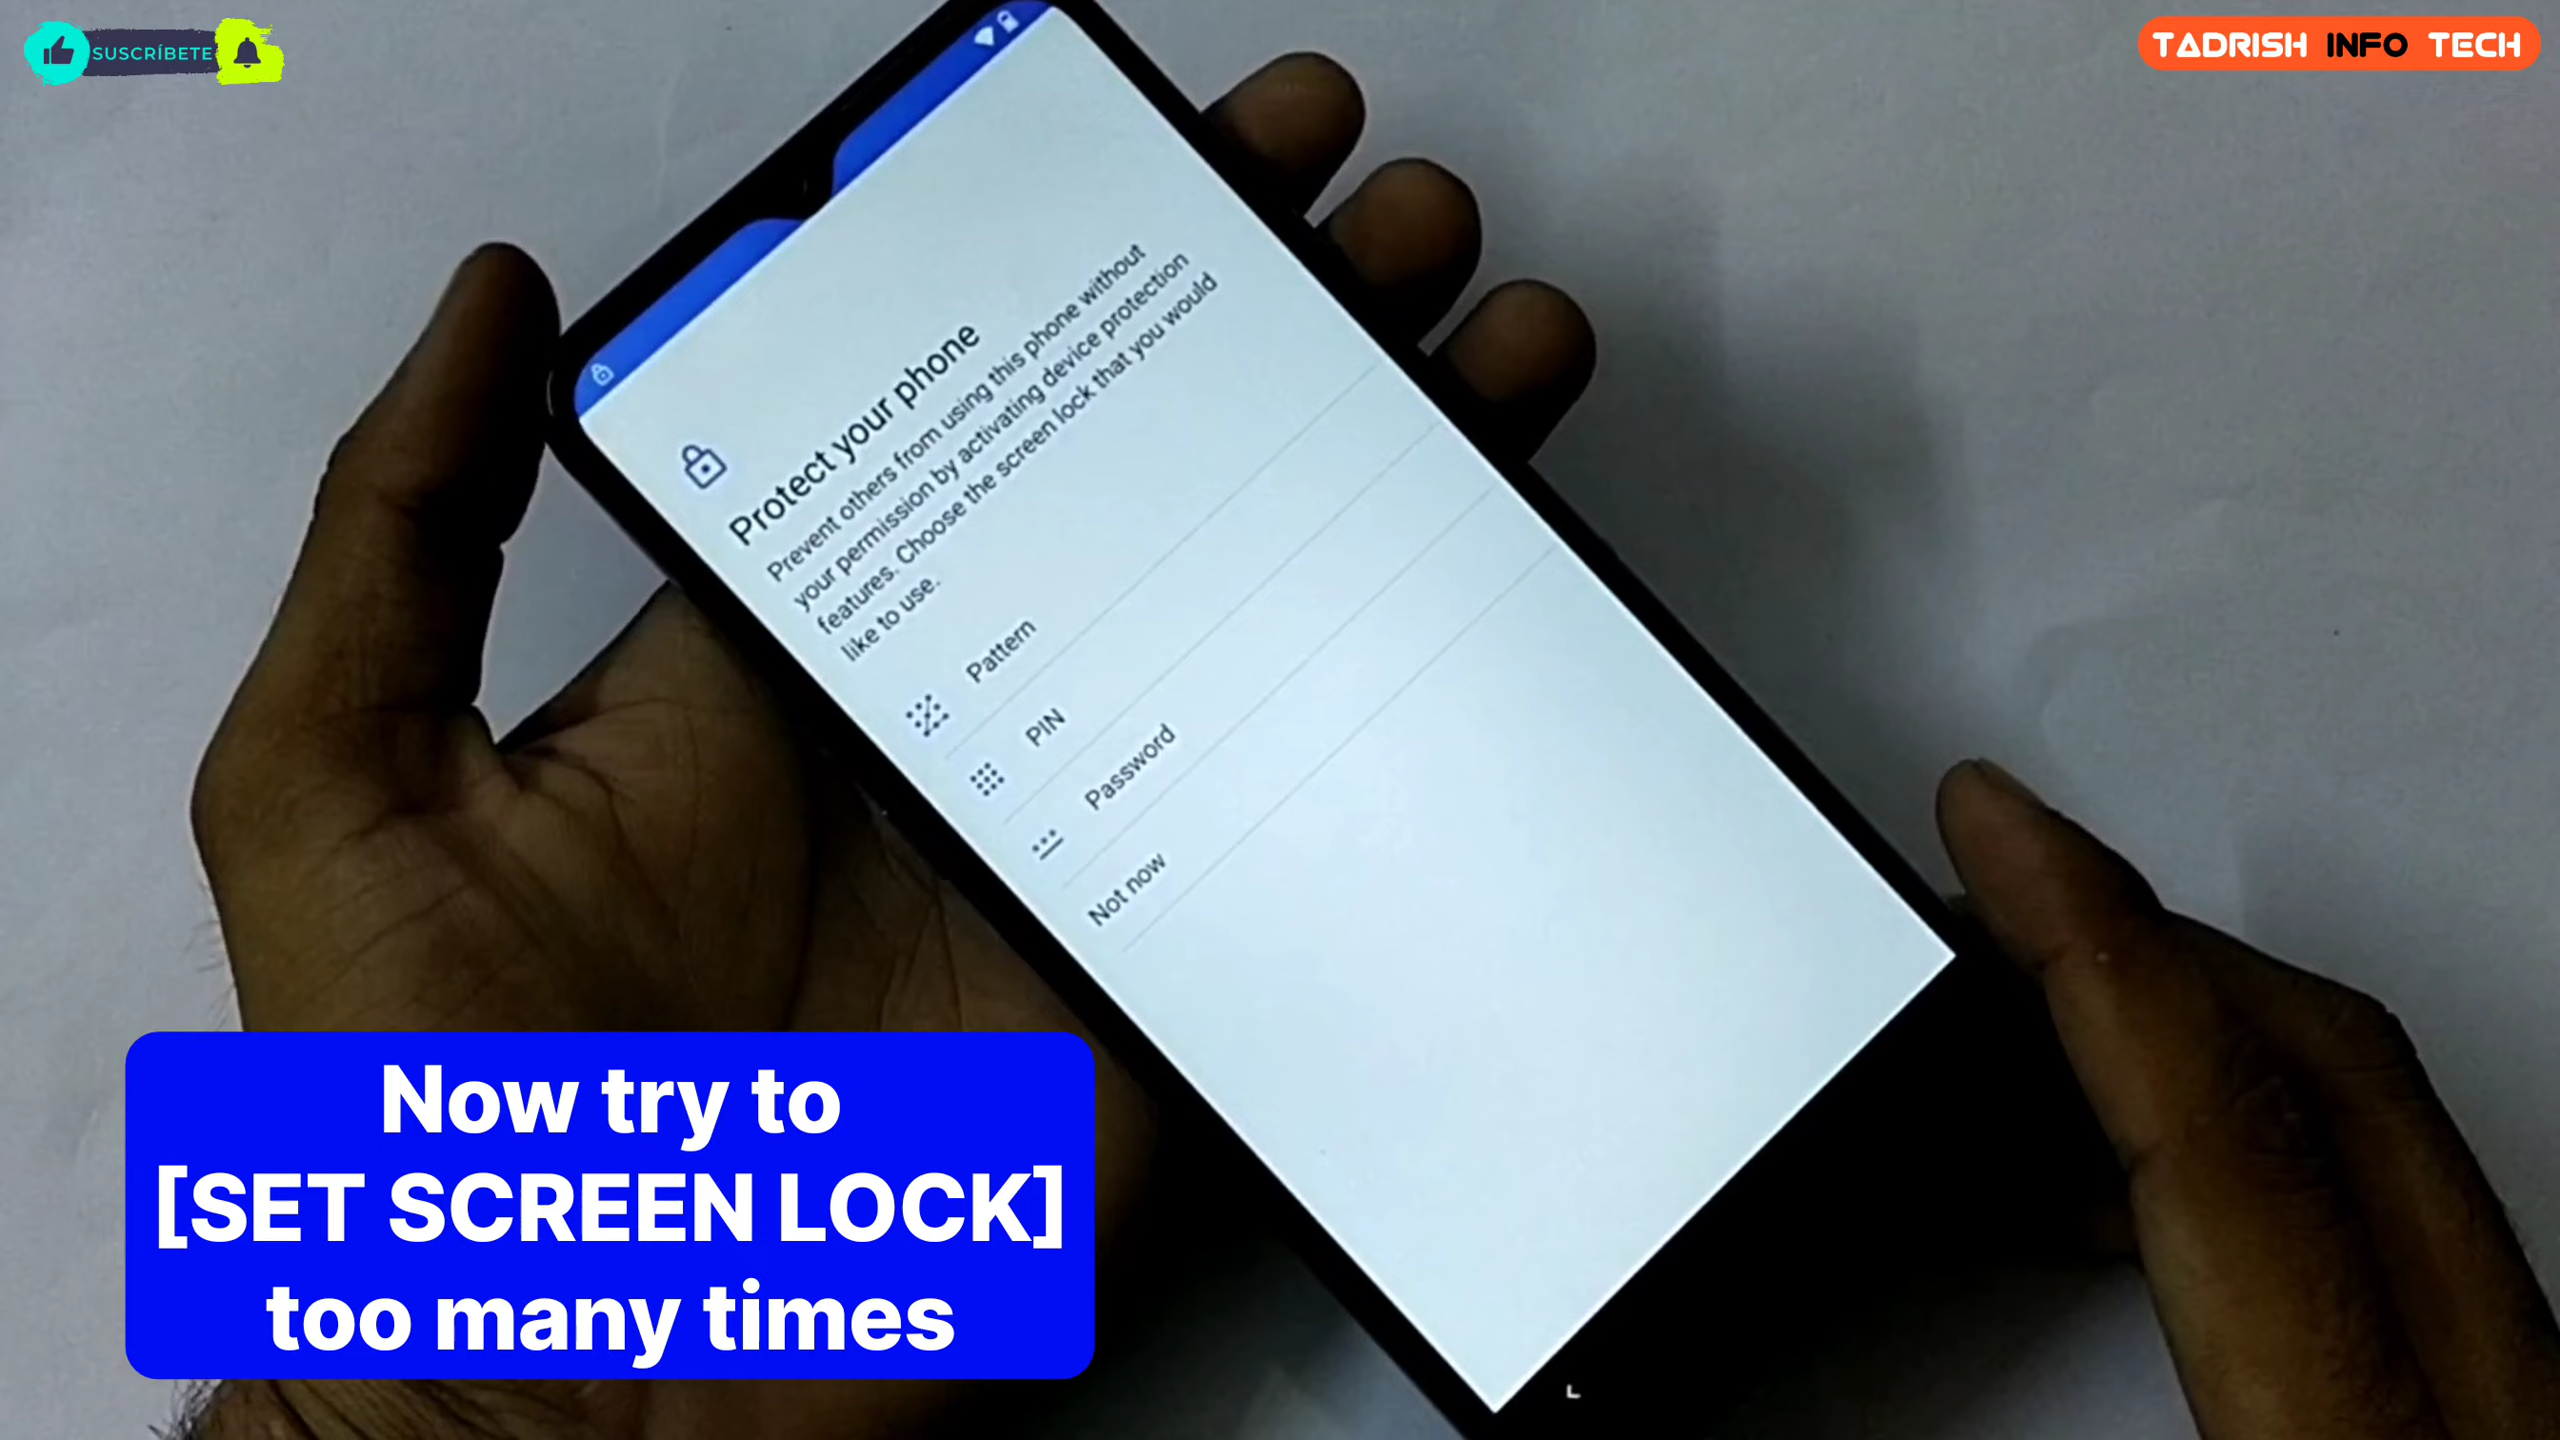 SUSCRÍBETE
TADRISH INFO TECH
Protect your phone
Prevent others from using this phone without
your permission by activating device protection
features. Choose the screen lock that you would
like to use.
Pattern
PIN
Password
Not now
Now try to
[SET SCREEN LOCK]
too many times